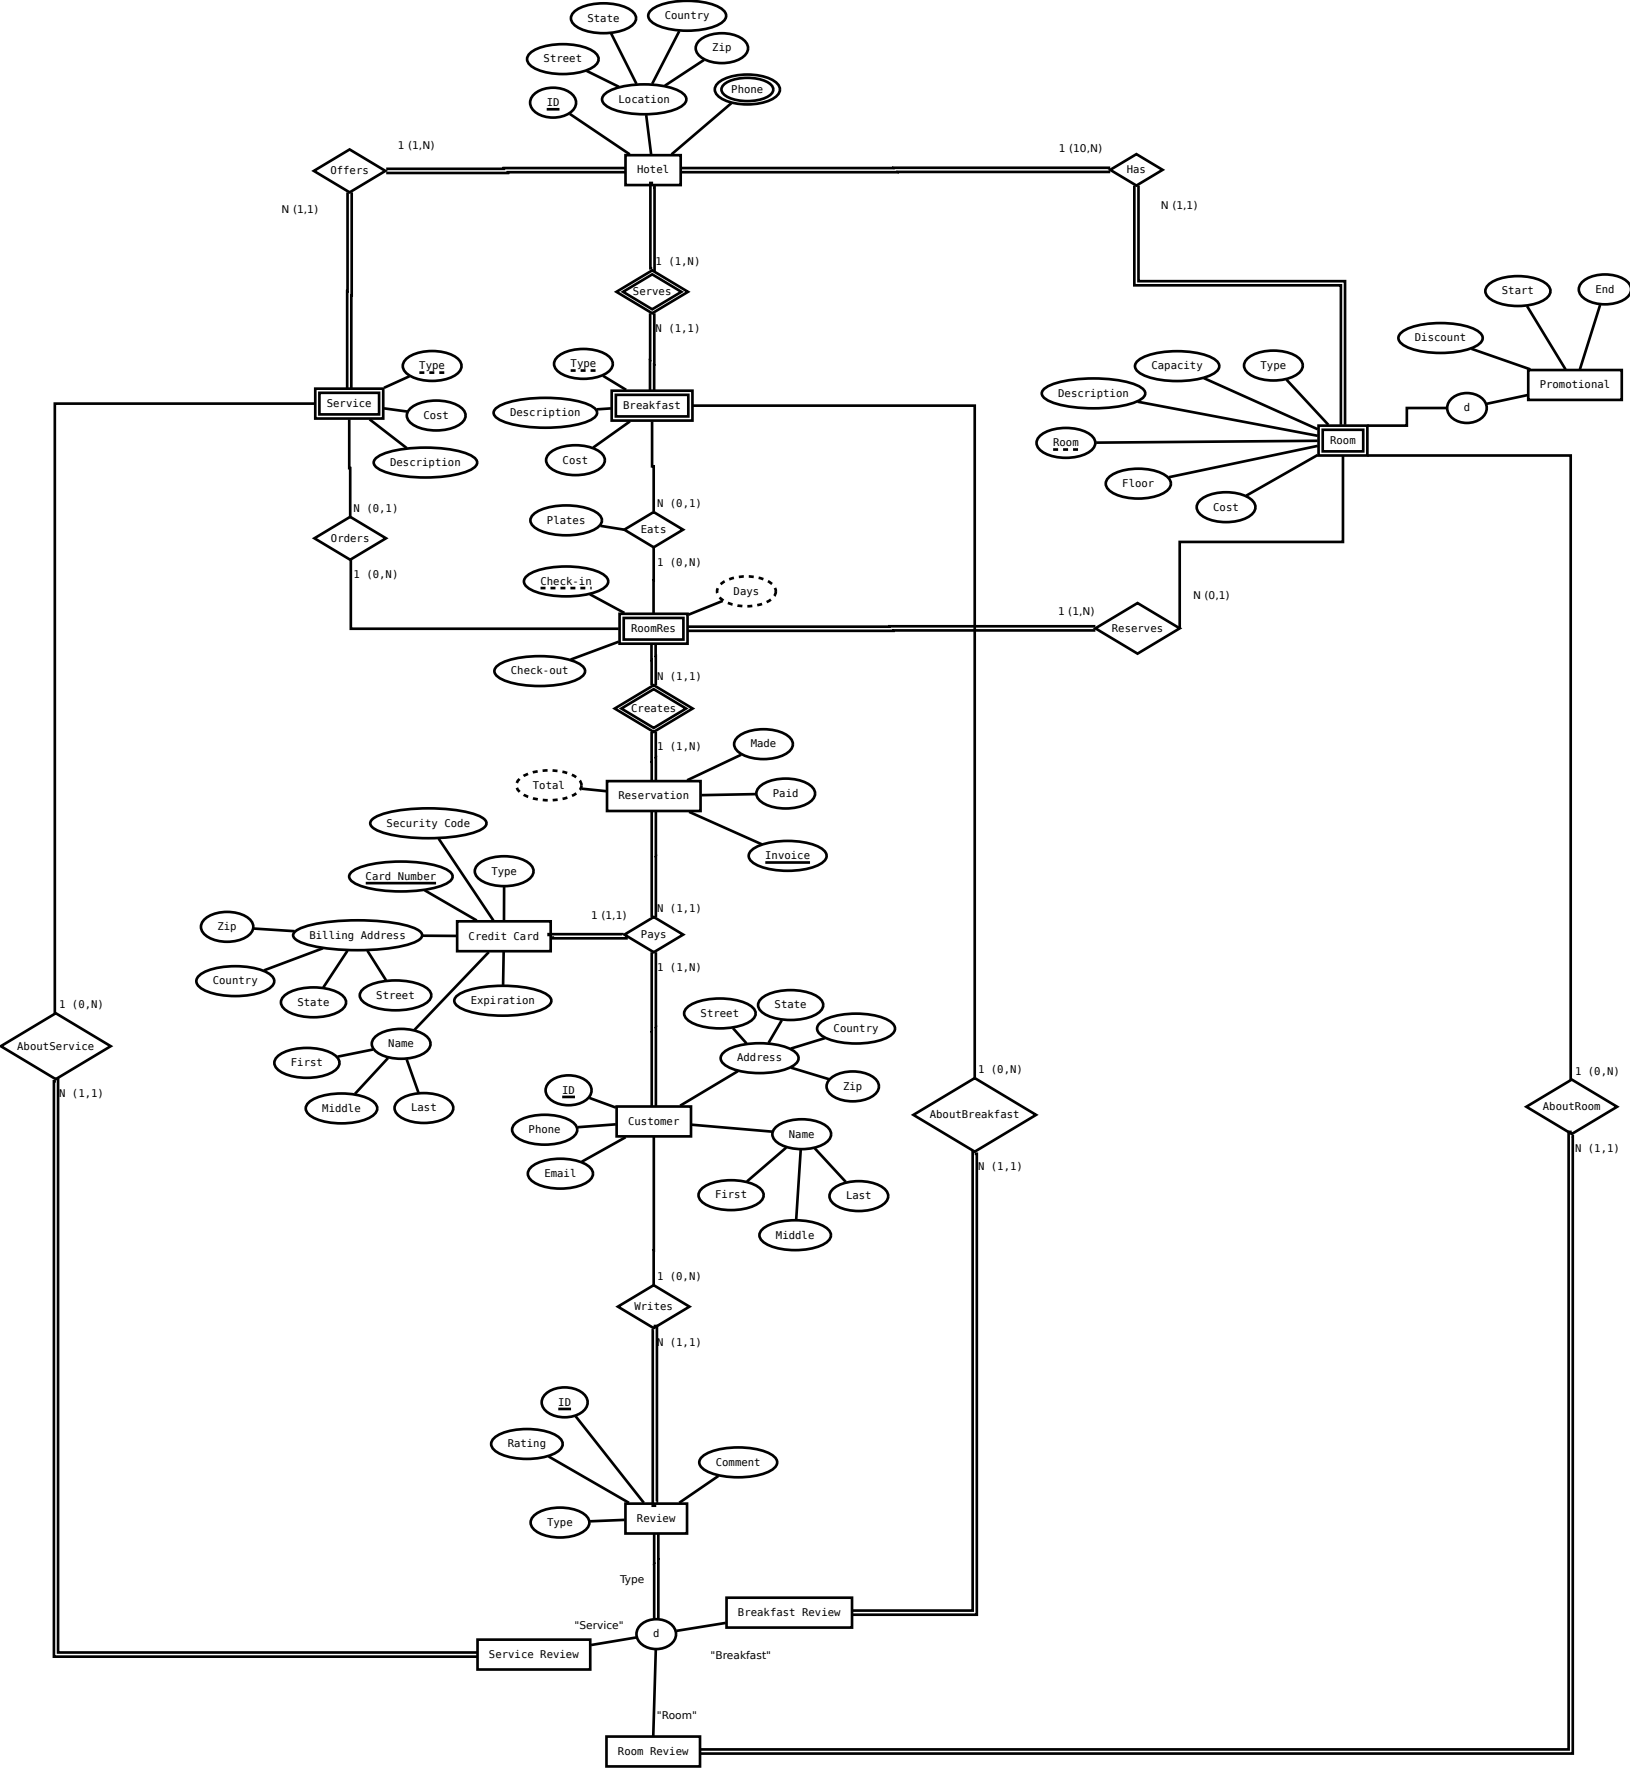 State
Country
Street
Zip
ID
Location
Phone
1 (1,N)
1 (10,N)
Offers
Hotel
Has
N (1,1)
N (1,1)
1 (1,N)
Serves
N (1,1)
Start
End
Discount
Type
Type
Capacity
Type
Promotional
Service
Cost
Description
Breakfast
Description
d
Description
Cost
Room
Room
Floor
Cost
N (0,1)
N (0,1)
Orders
Plates
Eats
1 (0,N)
1 (0,N)
Check-in
Days
N (0,1)
1 (1,N)
RoomRes
Reserves
Check-out
N (1,1)
Creates
1 (1,N)
Made
Total
Reservation
Paid
Security Code
Invoice
Card Number
Type
1 (1,1)
N (1,1)
Zip
Billing Address
Credit Card
Pays
1 (1,N)
Country
State
Street
Expiration
1 (0,N)
Street
State
Country
AboutService
Name
Address
First
Zip
1 (0,N)
1 (0,N)
N (1,1)
ID
Middle
Last
Customer
AboutBreakfast
AboutRoom
Phone
Name
N (1,1)
Email
N (1,1)
First
Last
Middle
1 (0,N)
Writes
N (1,1)
ID
Rating
Comment
Type
Review
Type
"Service"
Breakfast Review
d
Service Review
"Breakfast"
"Room"
Room Review